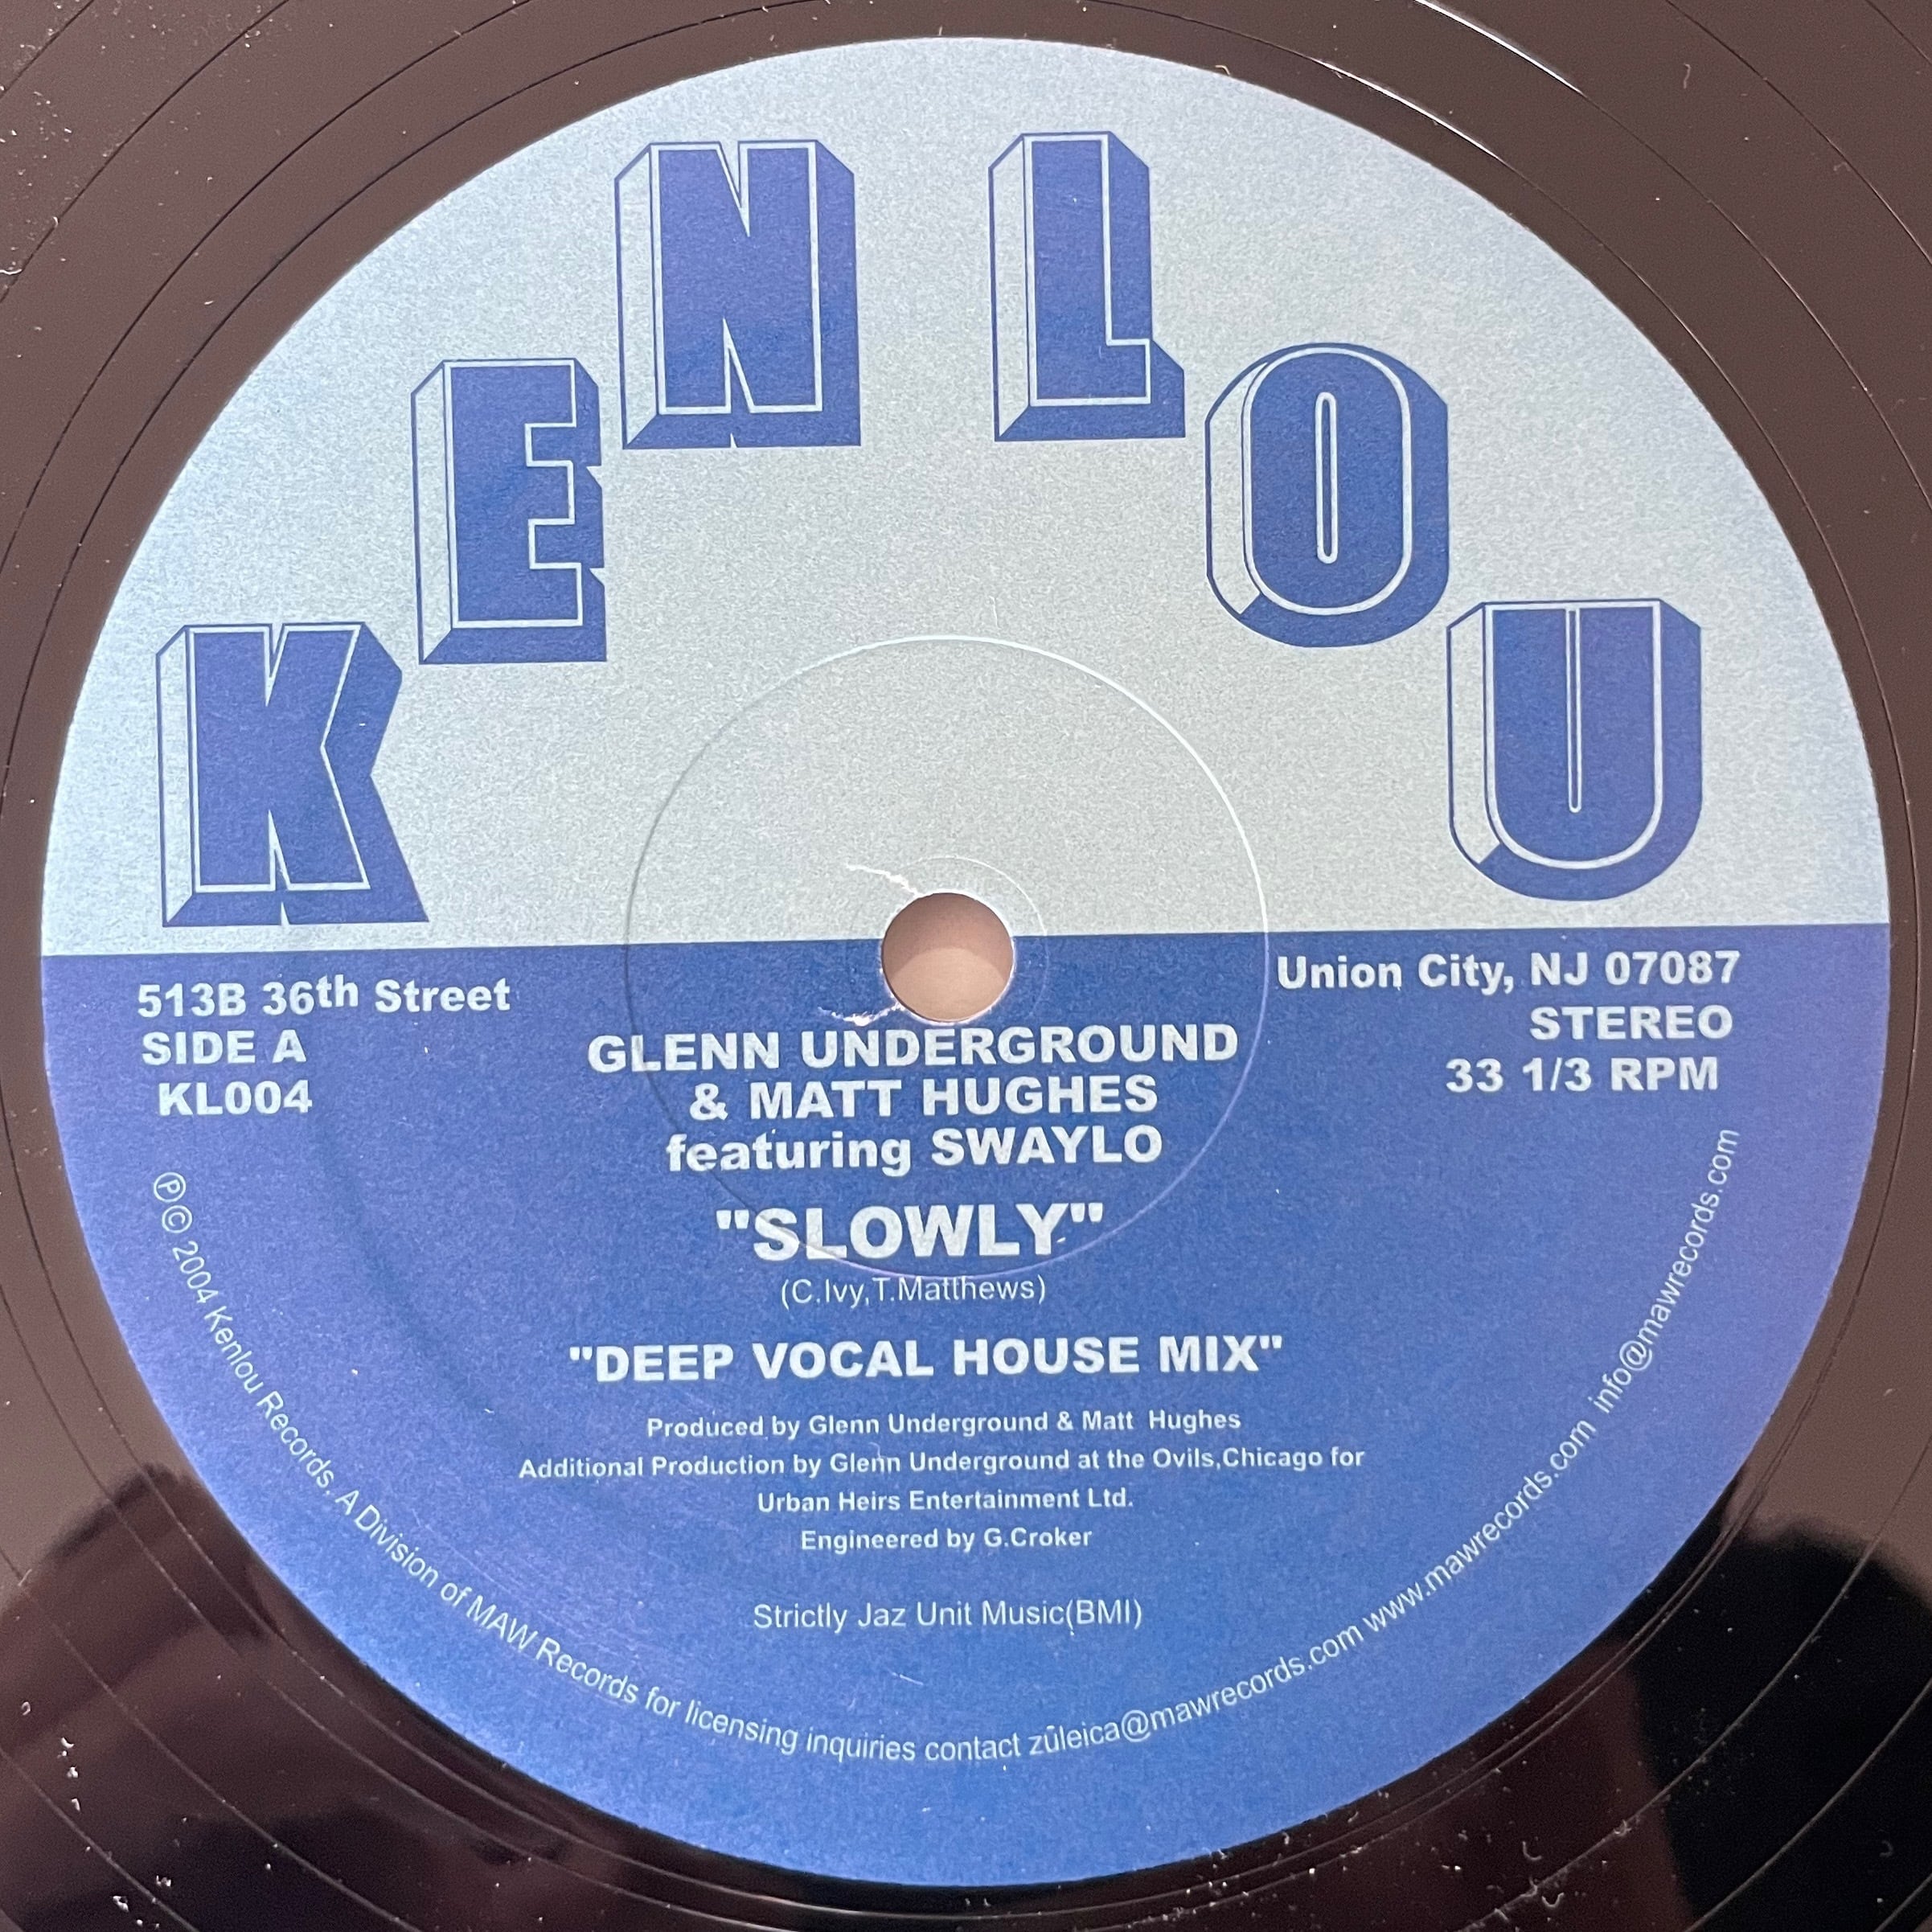 KENLOU
513B 36th Street
SIDE A
KL004
Union City, NJ 07087
STEREO
33 1/3 RPM
GLENN UNDERGROUND
& MATT HUGHES
featuring SWAYLO
"SLOWLY"
(C.Ivy,T.Matthews)
"DEEP VOCAL HOUSE MIX"
Produced by Glenn Underground & Matt Hughes
Additional Production by Glenn Underground at the Ovils,Chicago for
Urban Heirs Entertainment Ltd.
Engineered by G.Croker
Strictly Jaz Unit Music(BMI)
℗© 2004 Kenlou Records. A Division of MAW Records for licensing inquiries contact zuleica@mawrecords.com www.mawrecords.com info@mawrecords.com